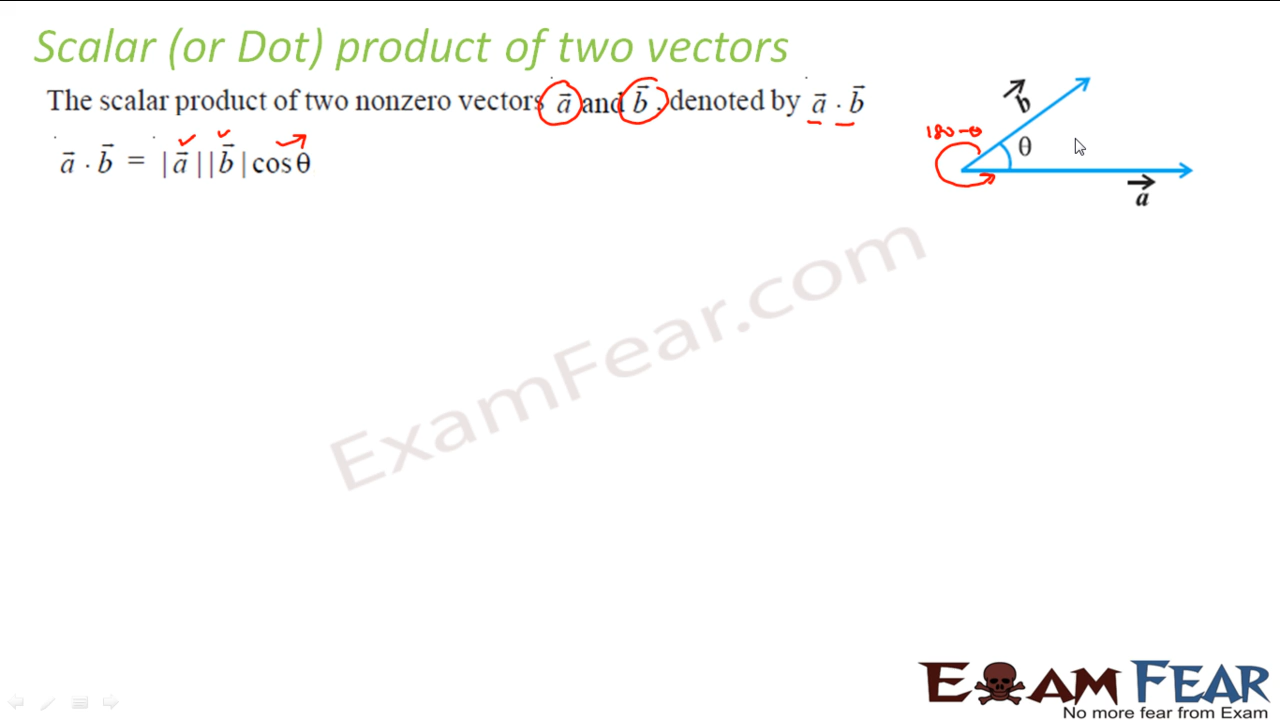 Scalar (or Dot) product of two vectors
The scalar product of two nonzero vectors a⃗ and b⃗, denoted by a⃗ · b⃗
a⃗ · b⃗ = |a⃗||b⃗|cosθ
b⃗
180-θ
θ
a⃗
ExamFear.com
EXAM FEAR
No more fear from Exam